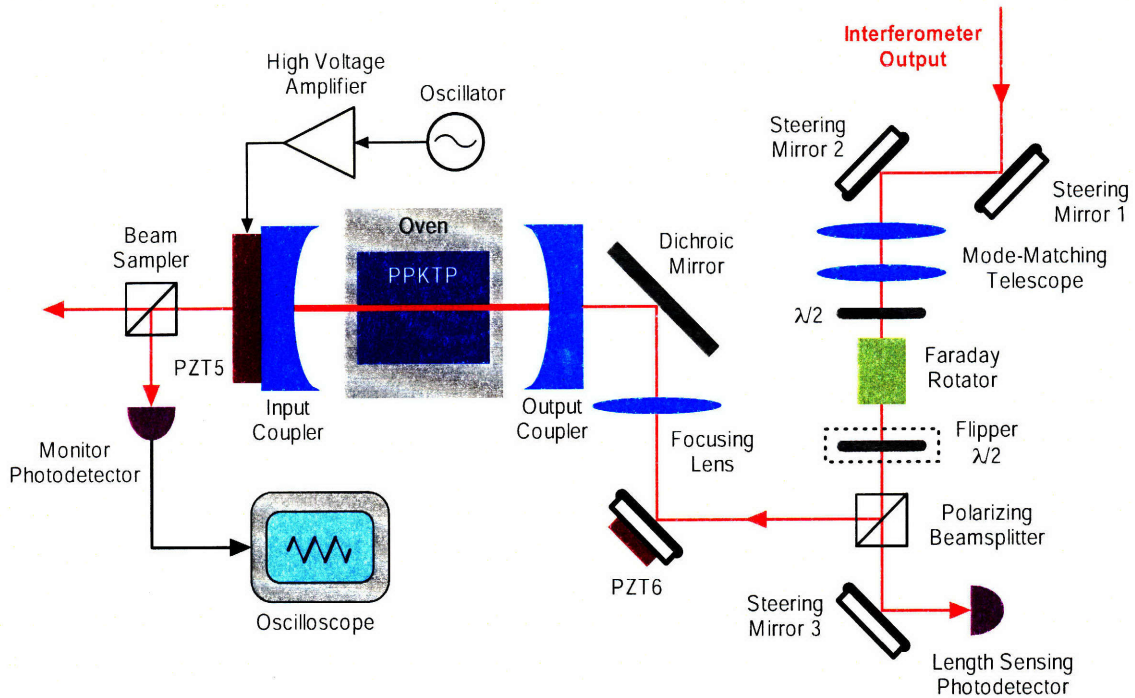 Interferometer
Output
High Voltage
Amplifier
Oscillator
Steering
Mirror 2
Steering
Mirror 1
Beam
Sampler
Oven
PPKTP
Dichroic
Mirror
Mode-Matching
Telescope
λ/2
Faraday
Rotator
PZT5
Input
Coupler
Output
Coupler
Focusing
Lens
Flipper
λ/2
Monitor
Photodetector
Polarizing
Beamsplitter
PZT6
Oscilloscope
Steering
Mirror 3
Length Sensing
Photodetector